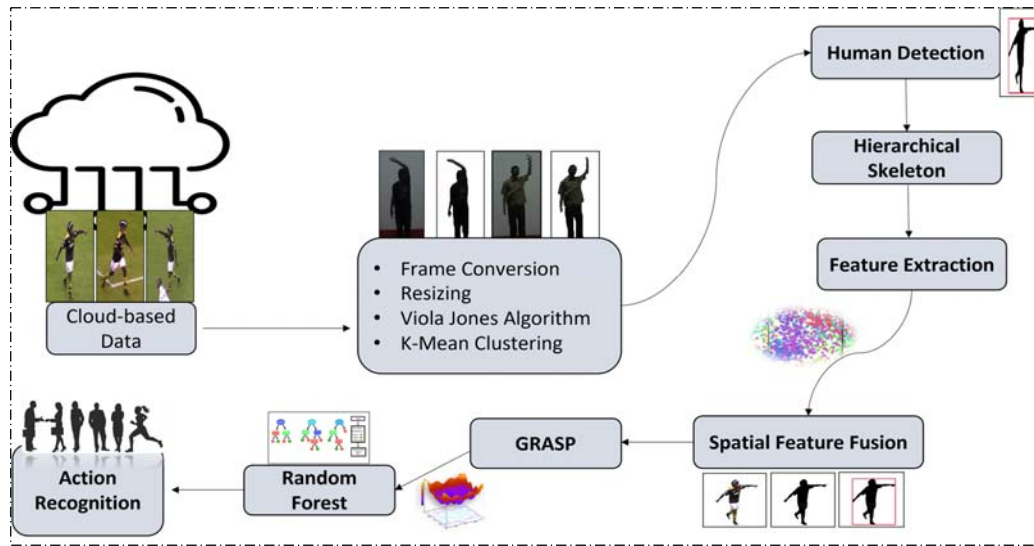 Human Detection
Hierarchical
Skeleton
Feature Extraction
Cloud-based
Data
• Frame Conversion
• Resizing
• Viola Jones Algorithm
• K-Mean Clustering
Spatial Feature Fusion
GRASP
Random
Forest
Action
Recognition